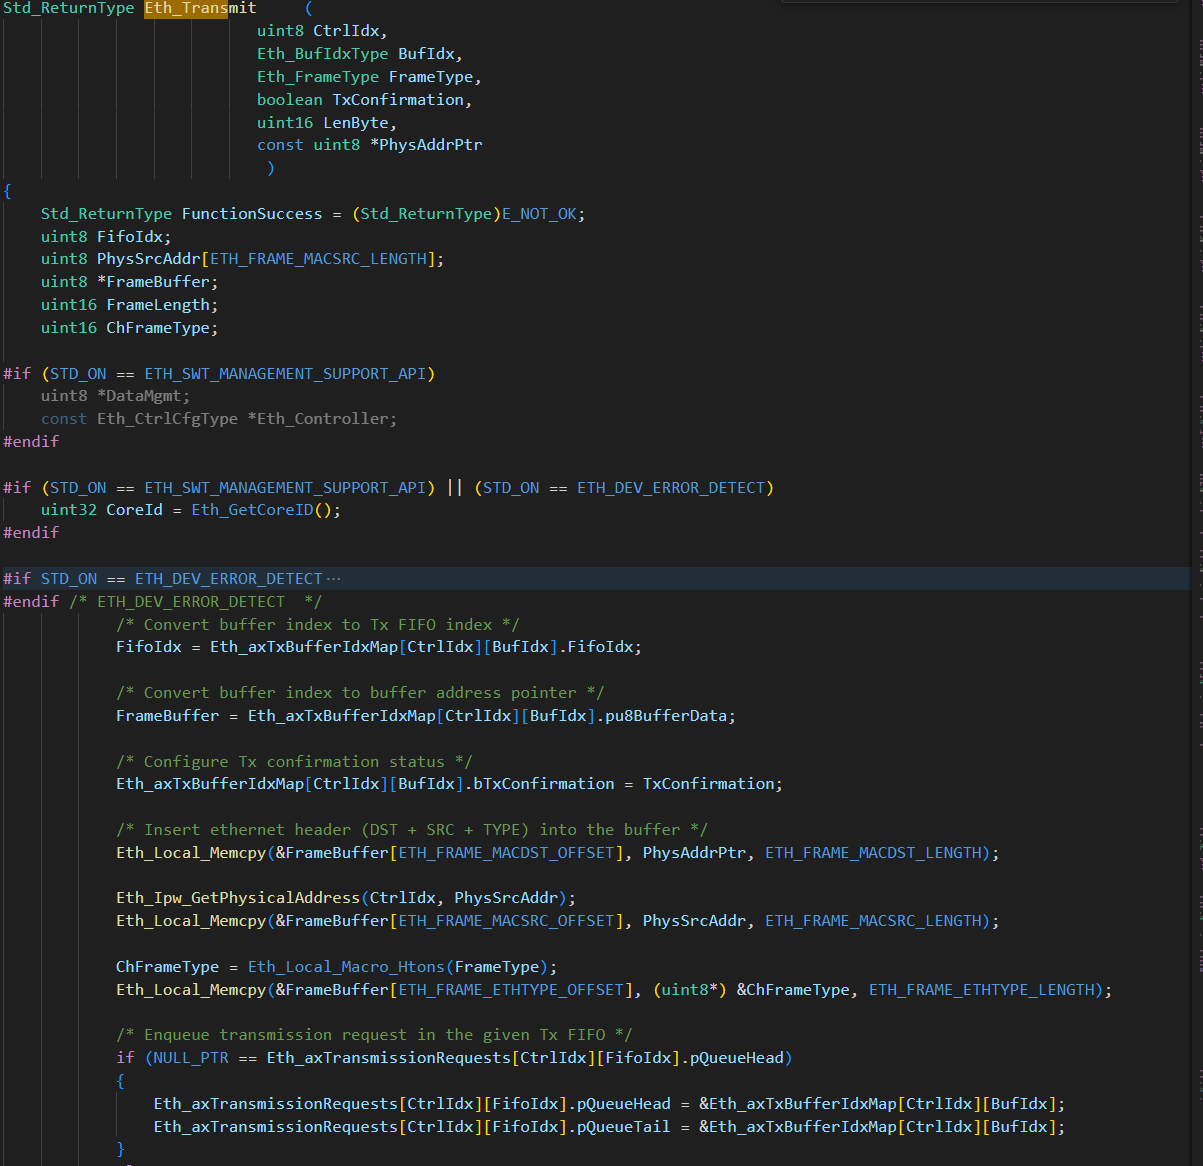 Std_ReturnType Eth_Transmit     (
                           uint8 CtrlIdx,
                           Eth_BufIdxType BufIdx,
                           Eth_FrameType FrameType,
                           boolean TxConfirmation,
                           uint16 LenByte,
                           const uint8 *PhysAddrPtr
                            )
{
    Std_ReturnType FunctionSuccess = (Std_ReturnType)E_NOT_OK;
    uint8 FifoIdx;
    uint8 PhysSrcAddr[ETH_FRAME_MACSRC_LENGTH];
    uint8 *FrameBuffer;
    uint16 FrameLength;
    uint16 ChFrameType;

#if (STD_ON == ETH_SWT_MANAGEMENT_SUPPORT_API)
    uint8 *DataMgmt;
    const Eth_CtrlCfgType *Eth_Controller;
#endif

#if (STD_ON == ETH_SWT_MANAGEMENT_SUPPORT_API) || (STD_ON == ETH_DEV_ERROR_DETECT)
    uint32 CoreId = Eth_GetCoreID();
#endif

#if STD_ON == ETH_DEV_ERROR_DETECT ···
#endif /* ETH_DEV_ERROR_DETECT  */
            /* Convert buffer index to Tx FIFO index */
            FifoIdx = Eth_axTxBufferIdxMap[CtrlIdx][BufIdx].FifoIdx;

            /* Convert buffer index to buffer address pointer */
            FrameBuffer = Eth_axTxBufferIdxMap[CtrlIdx][BufIdx].pu8BufferData;

            /* Configure Tx confirmation status */
            Eth_axTxBufferIdxMap[CtrlIdx][BufIdx].bTxConfirmation = TxConfirmation;

            /* Insert ethernet header (DST + SRC + TYPE) into the buffer */
            Eth_Local_Memcpy(&FrameBuffer[ETH_FRAME_MACDST_OFFSET], PhysAddrPtr, ETH_FRAME_MACDST_LENGTH);

            Eth_Ipw_GetPhysicalAddress(CtrlIdx, PhysSrcAddr);
            Eth_Local_Memcpy(&FrameBuffer[ETH_FRAME_MACSRC_OFFSET], PhysSrcAddr, ETH_FRAME_MACSRC_LENGTH);

            ChFrameType = Eth_Local_Macro_Htons(FrameType);
            Eth_Local_Memcpy(&FrameBuffer[ETH_FRAME_ETHTYPE_OFFSET], (uint8*) &ChFrameType, ETH_FRAME_ETHTYPE_LENGTH);

            /* Enqueue transmission request in the given Tx FIFO */
            if (NULL_PTR == Eth_axTransmissionRequests[CtrlIdx][FifoIdx].pQueueHead)
            {
                Eth_axTransmissionRequests[CtrlIdx][FifoIdx].pQueueHead = &Eth_axTxBufferIdxMap[CtrlIdx][BufIdx];
                Eth_axTransmissionRequests[CtrlIdx][FifoIdx].pQueueTail = &Eth_axTxBufferIdxMap[CtrlIdx][BufIdx];
            }